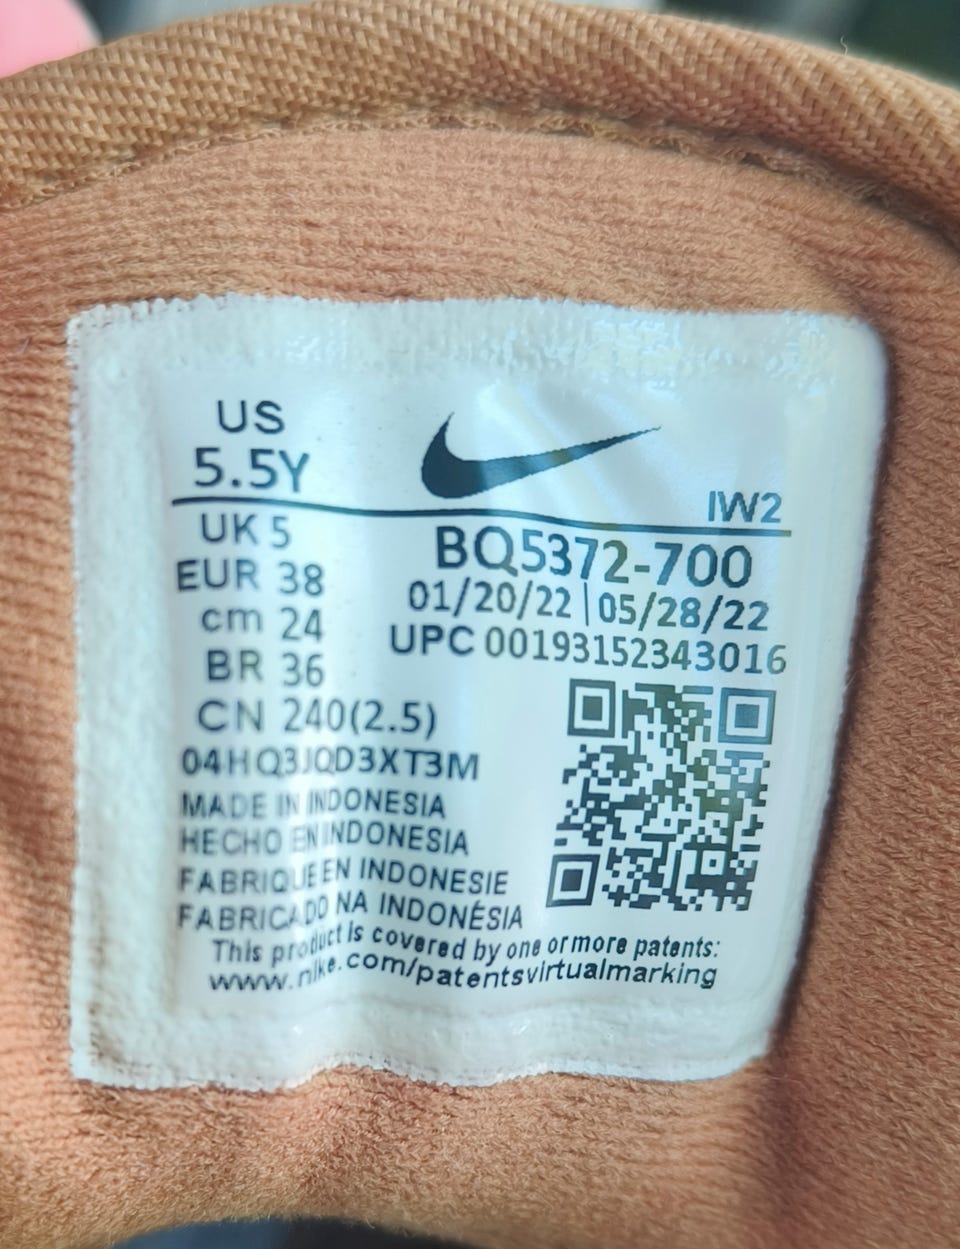 US
5.5Y
IW2
UK 5
EUR 38
cm 24
BR 36
CN 240(2.5)
BQ5372-700
01/20/22 | 05/28/22
UPC 00193152343016
04HQ3JQD3XT3M
MADE IN INDONESIA
HECHO EN INDONESIA
FABRIQUE EN INDONESIE
FABRICADO NA INDONÉSIA
This product is covered by one or more patents:
www.nike.com/patentsvirtualmarking